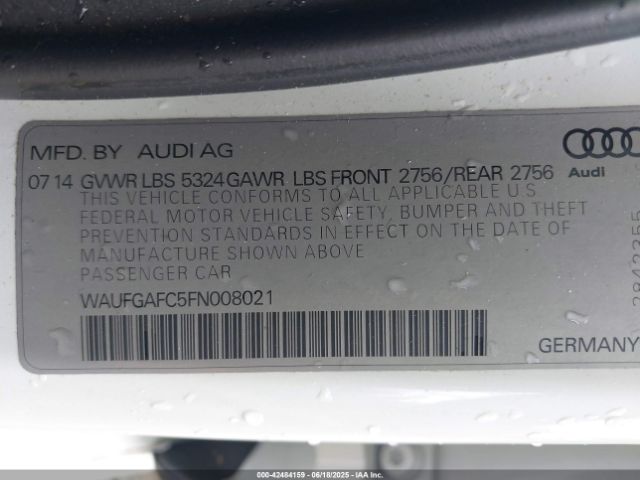 MFD. BY AUDI AG
07 14 GVWR LBS 5324 GAWR LBS FRONT 2756/REAR 2756
Audi
THIS VEHICLE CONFORMS TO ALL APPLICABLE U.S.
FEDERAL MOTOR VEHICLE SAFETY, BUMPER AND THEFT
PREVENTION STANDARDS IN EFFECT ON THE DATE OF
MANUFACTURE SHOWN ABOVE
PASSENGER CAR
WAUFGAFC5FN008021
GERMANY
000-42484159 - 06/18/2025 - IAA Inc.